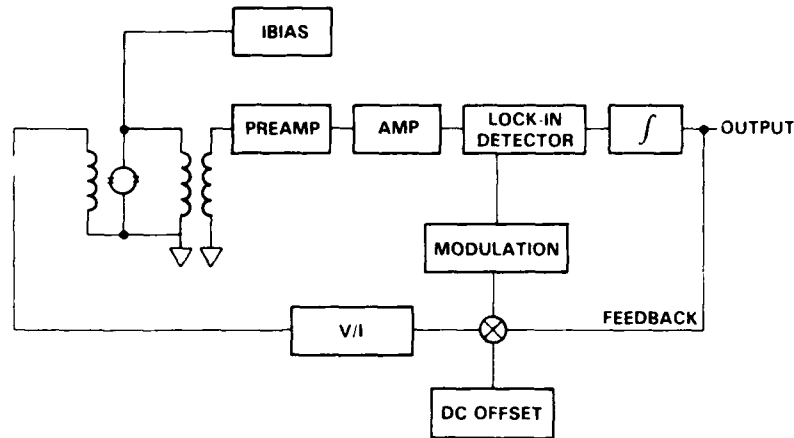 IBIAS
PREAMP
AMP
LOCK-IN
DETECTOR
∫
OUTPUT
MODULATION
FEEDBACK
V/I
DC OFFSET